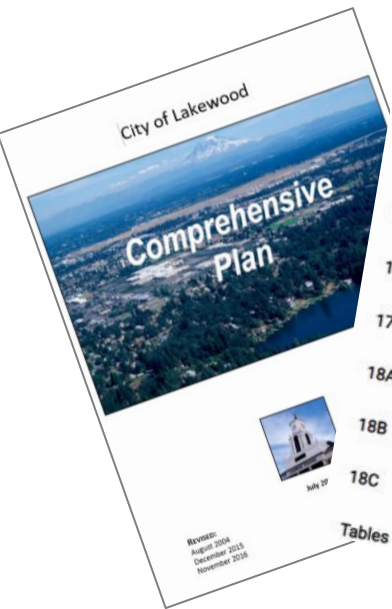 City of Lakewood
Comprehensive
Plan
July 20
REVISED:
August 2004
December 2015
November 2016
1
17
18A
18B
18C
Tables